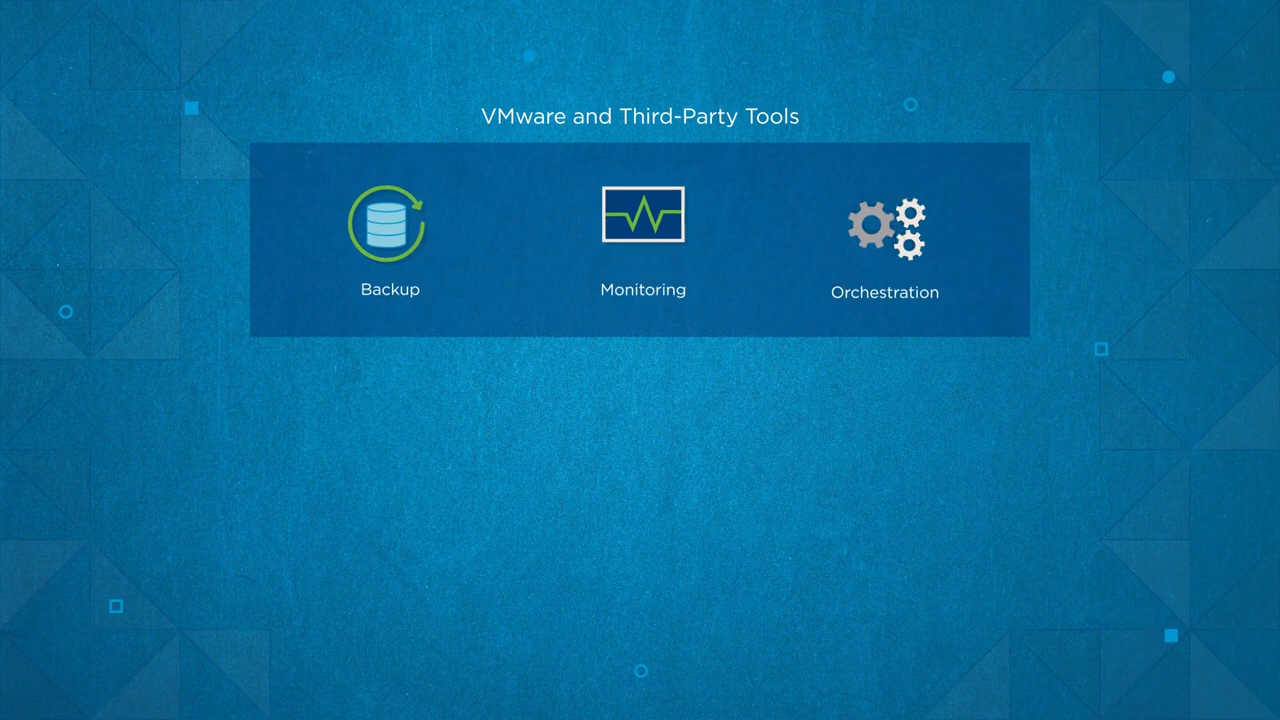 VMware and Third-Party Tools
Backup
Monitoring
Orchestration